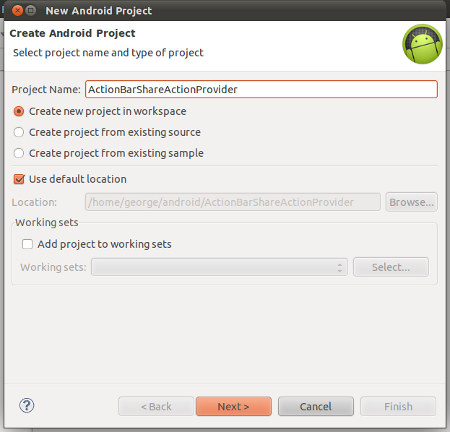 New Android Project
Create Android Project
Select project name and type of project
Project Name: ActionBarShareActionProvider
Create new project in workspace
Create project from existing source
Create project from existing sample
Use default location
Location: /home/george/android/ActionBarShareActionProvider Browse...
Working sets
Add project to working sets
Working sets: Select...
? < Back Next > Cancel Finish